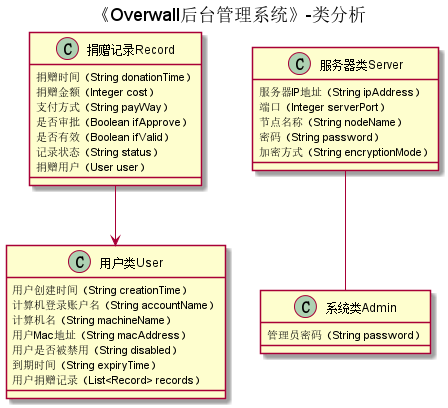 《Overwall后台管理系统》-类分析
C 捐赠记录Record
捐赠时间（String donationTime）
捐赠金额（Integer cost）
支付方式（String payWay）
是否审批（Boolean ifApprove）
是否有效（Boolean ifValid）
记录状态（String status）
捐赠用户（User user）
C 服务器类Server
服务器IP地址（String ipAddress）
端口（Integer serverPort）
节点名称（String nodeName）
密码（String password）
加密方式（String encryptionMode）
C 用户类User
用户创建时间（String creationTime）
计算机登录账户名（String accountName）
计算机名（String machineName）
用户Mac地址（String macAddress）
用户是否被禁用（String disabled）
到期时间（String expiryTime）
用户捐赠记录（List<Record> records）
C 系统类Admin
管理员密码（String password）